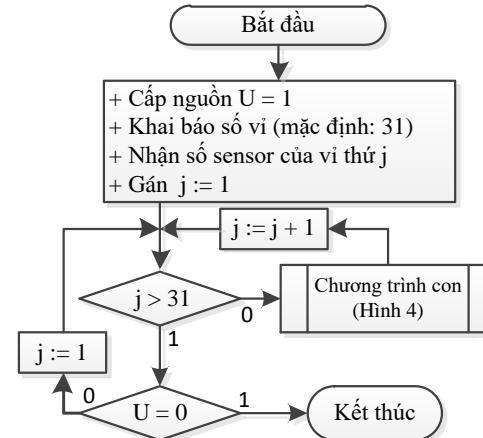 Bắt đầu
+ Cấp nguồn U = 1
+ Khai báo số vỉ (mặc định: 31)
+ Nhận số sensor của vỉ thứ j
+ Gán j := 1
j := j + 1
j > 31
0
Chương trình con
(Hình 4)
1
j := 1
0
U = 0
1
Kết thúc